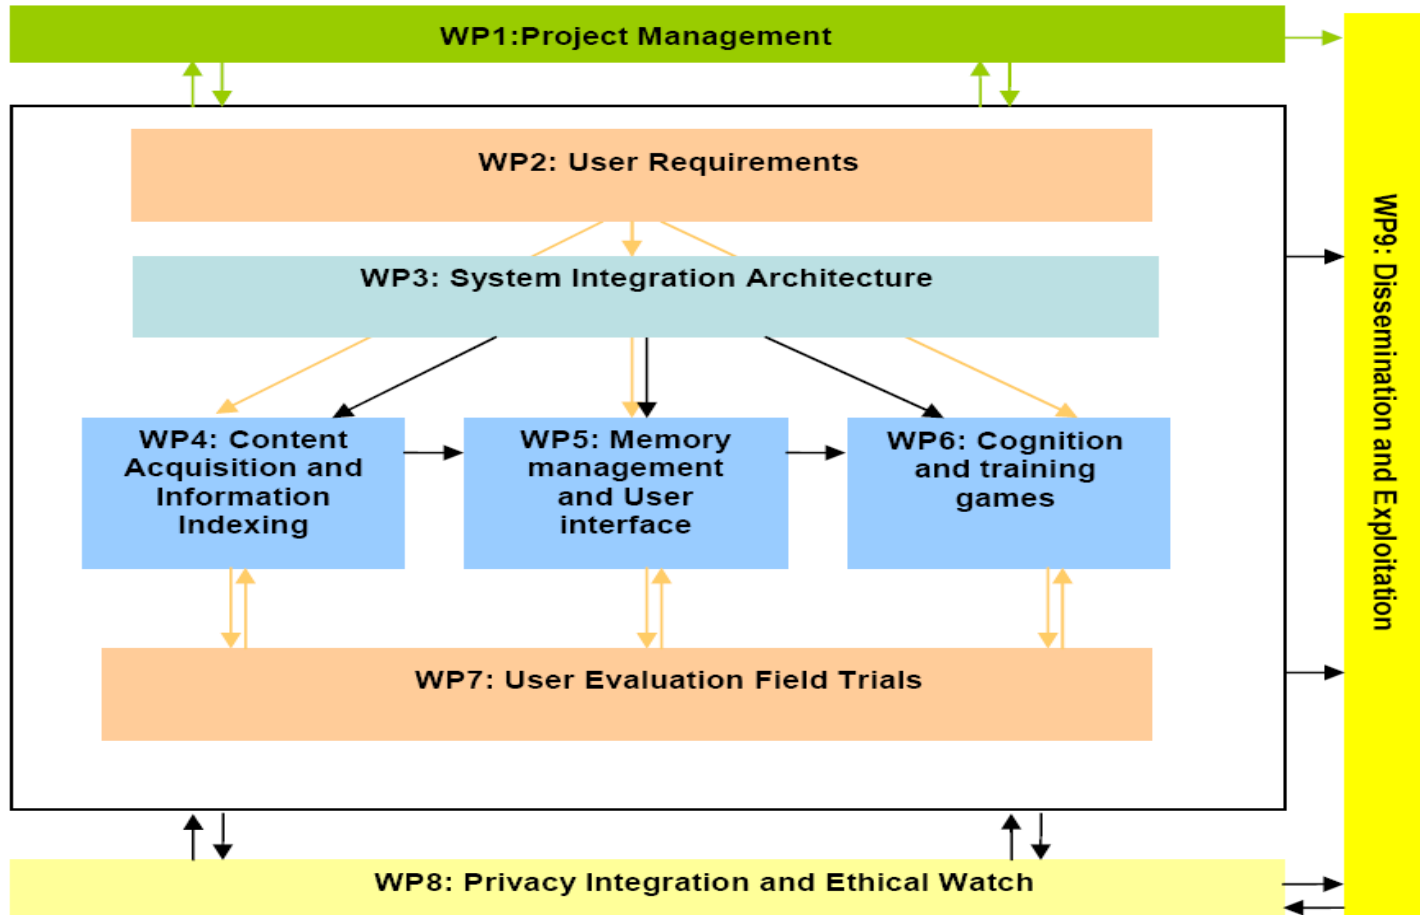 WP1:Project Management
WP2: User Requirements
WP3: System Integration Architecture
WP4: Content
Acquisition and
Information
Indexing
WP5: Memory
management
and User
interface
WP6: Cognition
and training
games
WP7: User Evaluation Field Trials
WP8: Privacy Integration and Ethical Watch
WP9: Dissemination and Exploitation